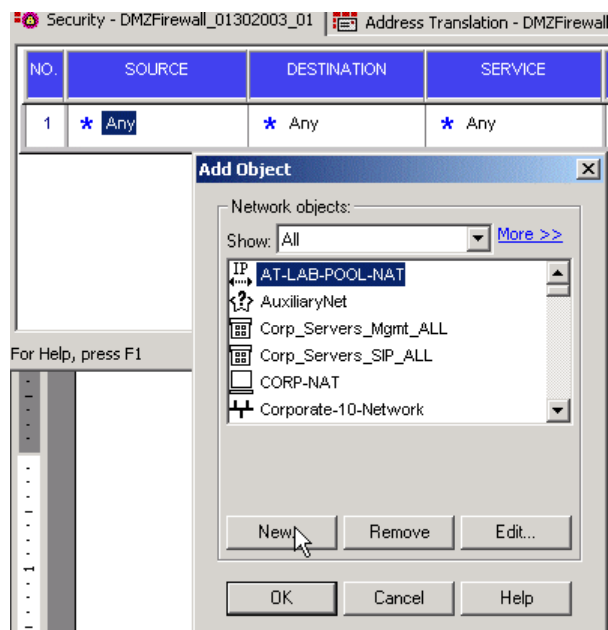 Security - DMZFirewall_01302003_01 Address Translation - DMZFirewall
NO. SOURCE DESTINATION SERVICE
1 * Any * Any * Any
Add Object
Network objects:
Show: All More >>
IP AT-LAB-POOL-NAT
AuxiliaryNet
Corp_Servers_Mgmt_ALL
Corp_Servers_SIP_ALL
CORP-NAT
Corporate-10-Network
For Help, press F1
New... Remove Edit...
1
OK Cancel Help